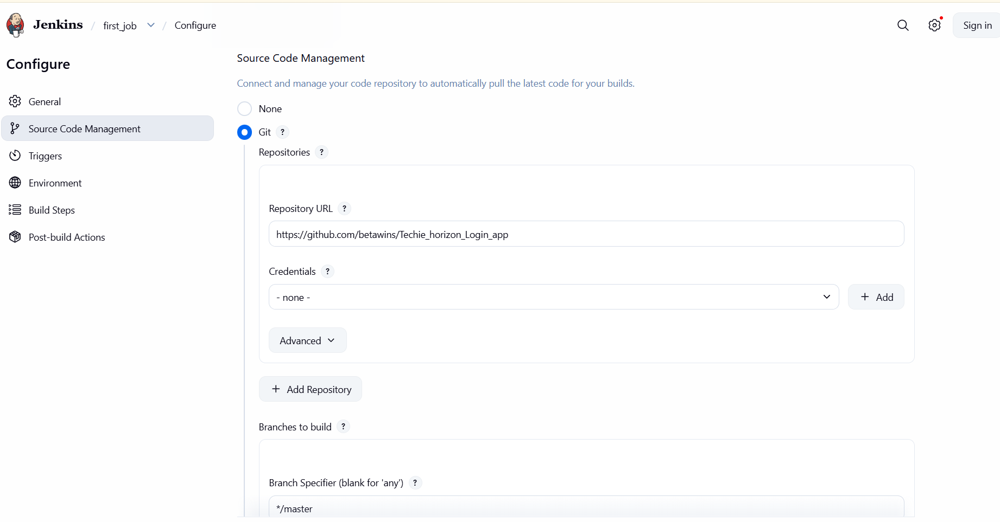 Jenkins / first_job / Configure
Sign in
Configure
General
Source Code Management
Triggers
Environment
Build Steps
Post-build Actions
Source Code Management
Connect and manage your code repository to automatically pull the latest code for your builds.
None
Git ?
Repositories ?
Repository URL ?
https://github.com/betawins/Techie_horizon_Login_app
Credentials ?
- none -
+ Add
Advanced
+ Add Repository
Branches to build ?
Branch Specifier (blank for 'any') ?
*/master